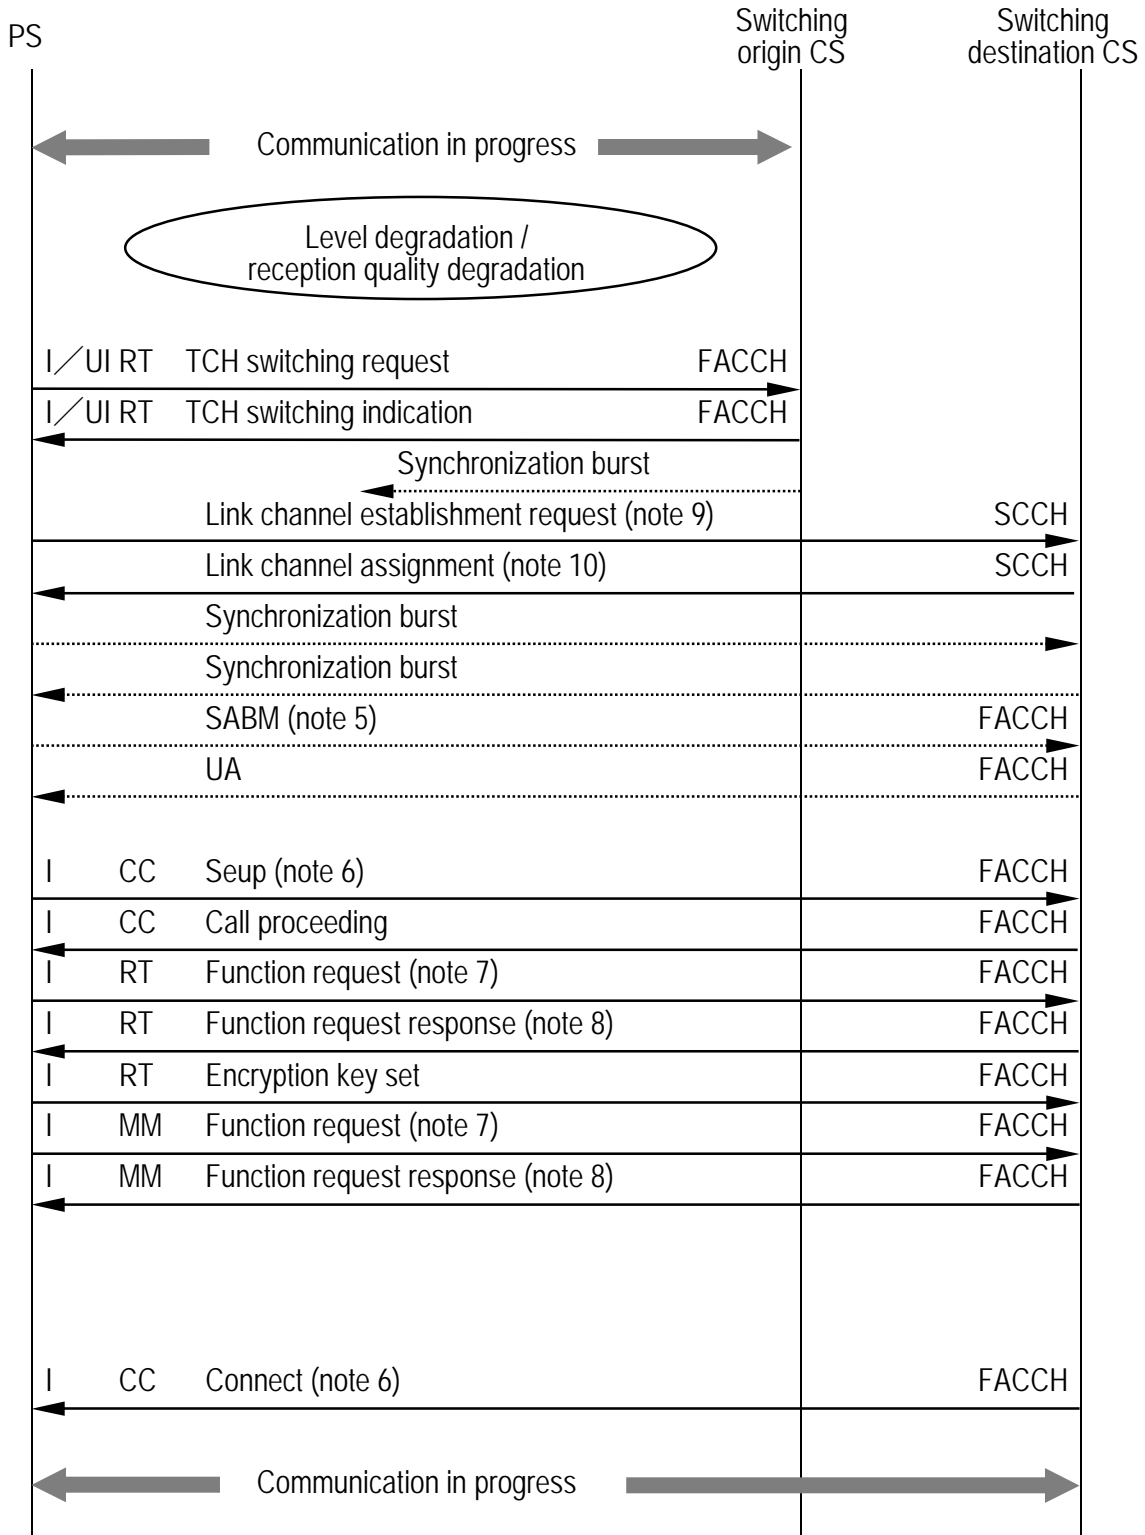 PS
Switching
origin CS
Switching
destination CS
Communication in progress
Level degradation /
reception quality degradation
I／UI RT TCH switching request FACCH
I／UI RT TCH switching indication FACCH
Synchronization burst
Link channel establishment request (note 9) SCCH
Link channel assignment (note 10) SCCH
Synchronization burst
Synchronization burst
SABM (note 5) FACCH
UA FACCH
I CC Seup (note 6) FACCH
I CC Call proceeding FACCH
I RT Function request (note 7) FACCH
I RT Function request response (note 8) FACCH
I RT Encryption key set FACCH
I MM Function request (note 7) FACCH
I MM Function request response (note 8) FACCH
I CC Connect (note 6) FACCH
Communication in progress